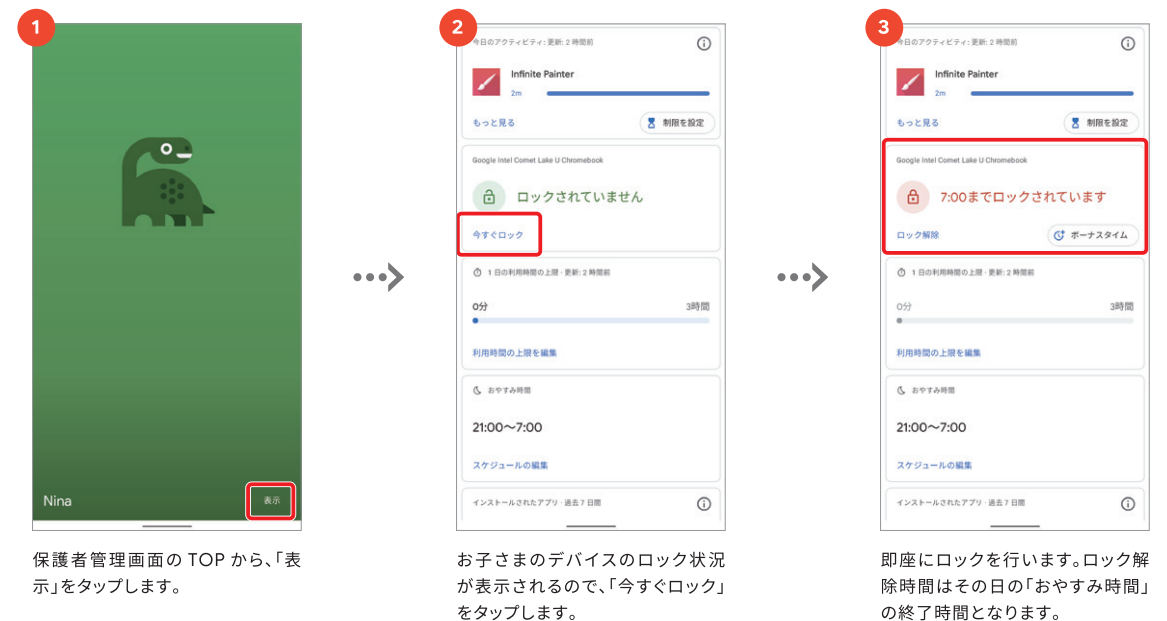 1
Nina
表示
保護者管理画面の TOP から、「表
示」をタップします。
2
今日のアクティビティ: 更新: 2 時間前
Infinite Painter
2m
もっと見る
制限を設定
Google Intel Comet Lake U Chromebook
ロックされていません
今すぐロック
1 日の利用時間の上限 · 更新: 2 時間前
0分
3時間
利用時間の上限を編集
おやすみ時間
21:00〜7:00
スケジュールの編集
インストールされたアプリ · 過去 7 日間
お子さまのデバイスのロック状況
が表示されるので、「今すぐロック」
をタップします。
3
今日のアクティビティ: 更新: 2 時間前
Infinite Painter
2m
もっと見る
制限を設定
Google Intel Comet Lake U Chromebook
7:00までロックされています
ロック解除
ボーナスタイム
1 日の利用時間の上限 · 更新: 2 時間前
0分
3時間
利用時間の上限を編集
おやすみ時間
21:00〜7:00
スケジュールの編集
インストールされたアプリ · 過去 7 日間
即座にロックを行います。ロック解
除時間はその日の「おやすみ時間」
の終了時間となります。